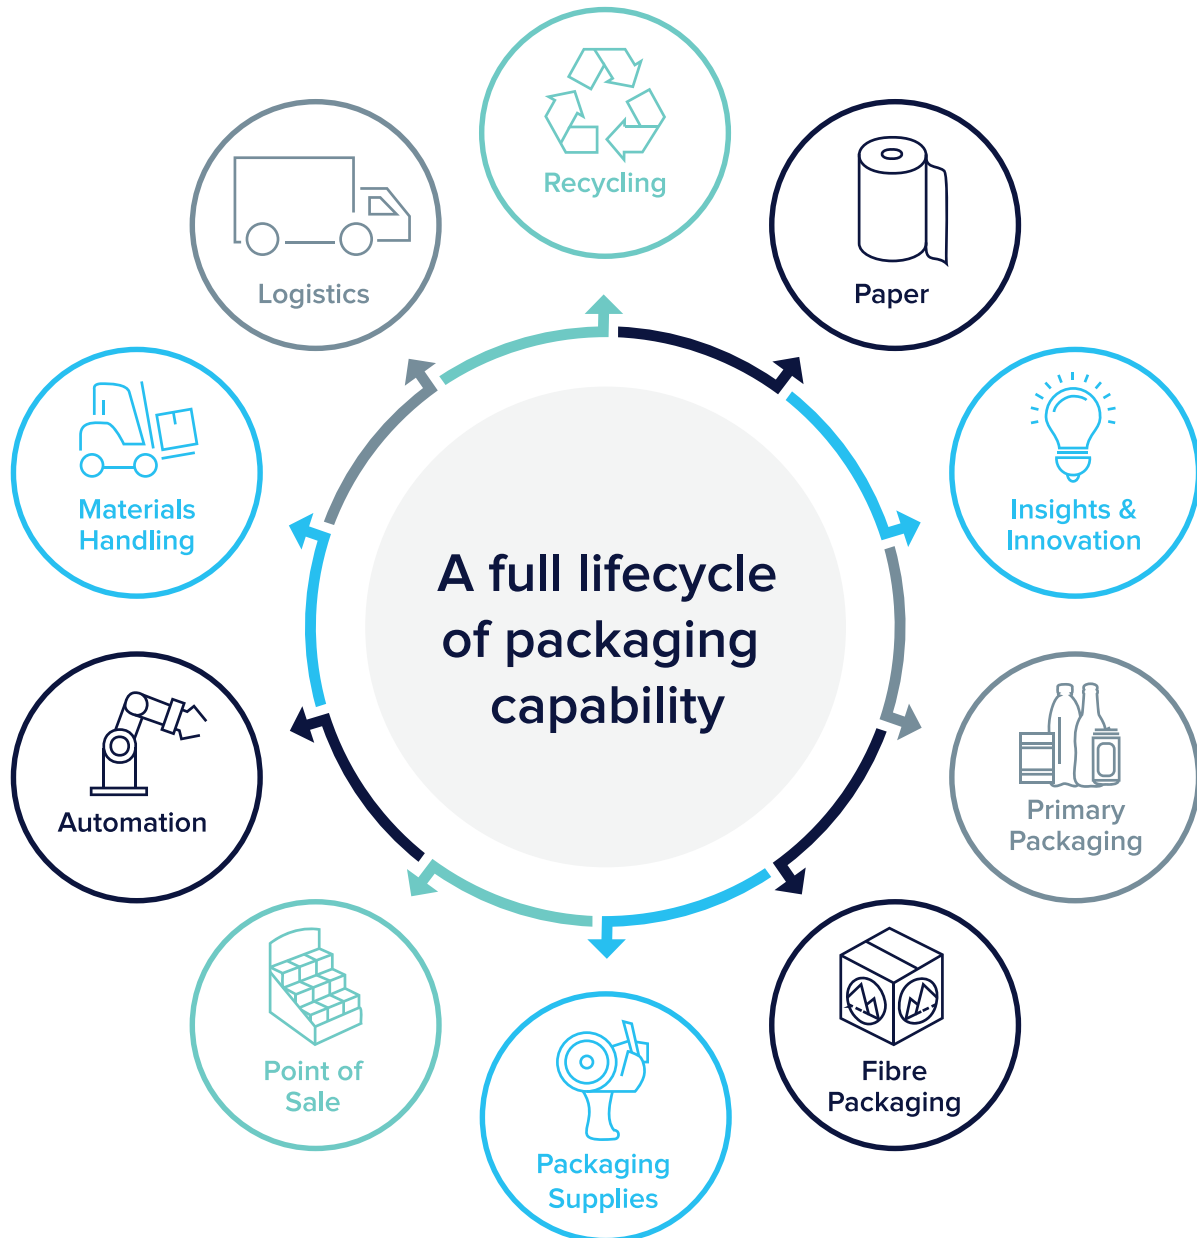 Recycling
Paper
Insights &
Innovation
Primary
Packaging
Fibre
Packaging
Packaging
Supplies
Point of
Sale
Automation
Materials
Handling
Logistics
A full lifecycle
of packaging
capability